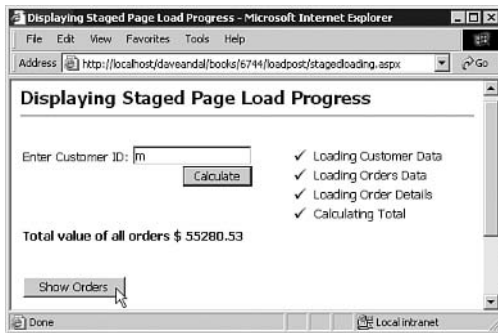 Displaying Staged Page Load Progress - Microsoft Internet Explorer
File Edit View Favorites Tools Help
Address http://localhost/daveandal/books/6744/loadpost/stagedloading.aspx Go
Displaying Staged Page Load Progress
Enter Customer ID: m
Calculate
✓ Loading Customer Data
✓ Loading Orders Data
✓ Loading Order Details
✓ Calculating Total
Total value of all orders $ 55280.53
Show Orders
Done Local intranet